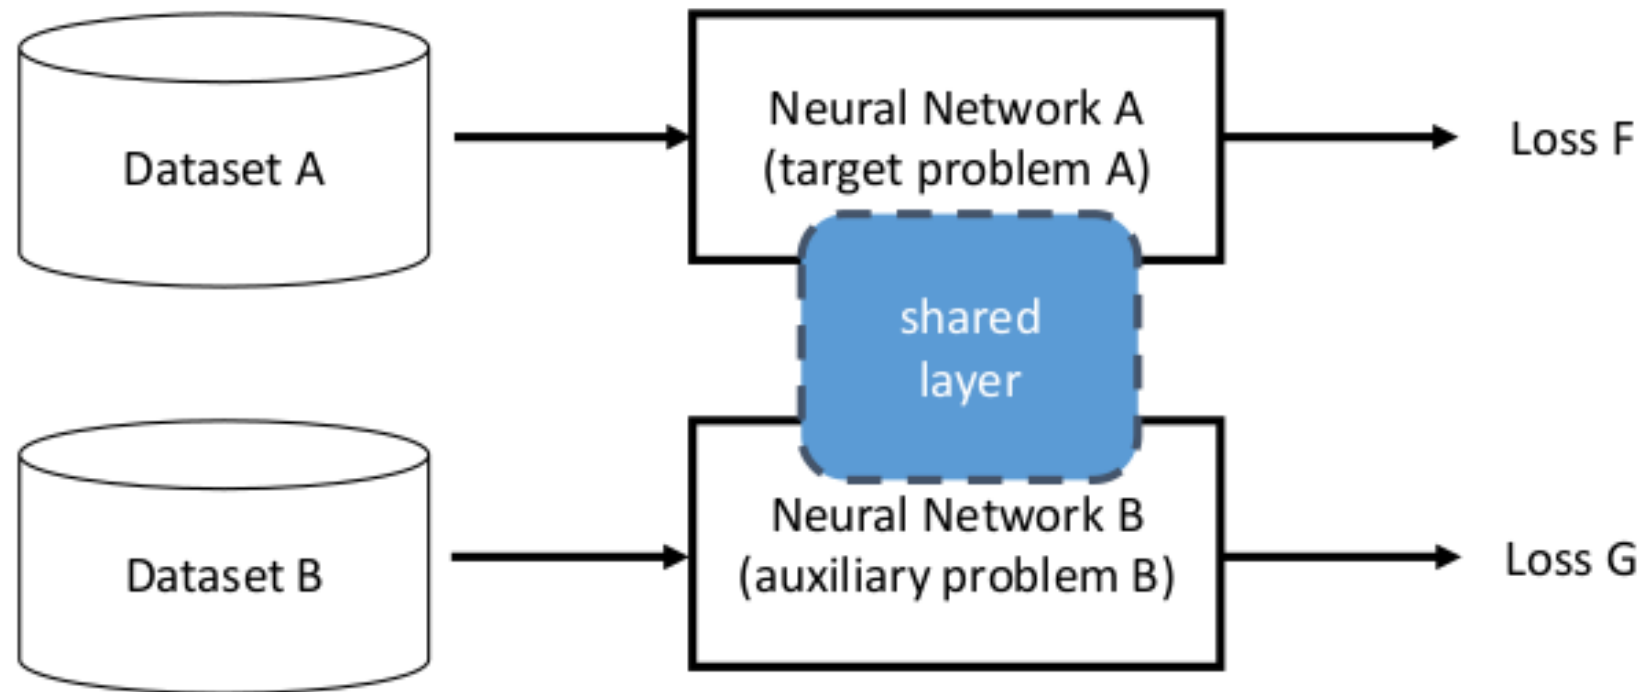 Dataset A
Neural Network A
(target problem A)
Loss F
shared
layer
Dataset B
Neural Network B
(auxiliary problem B)
Loss G